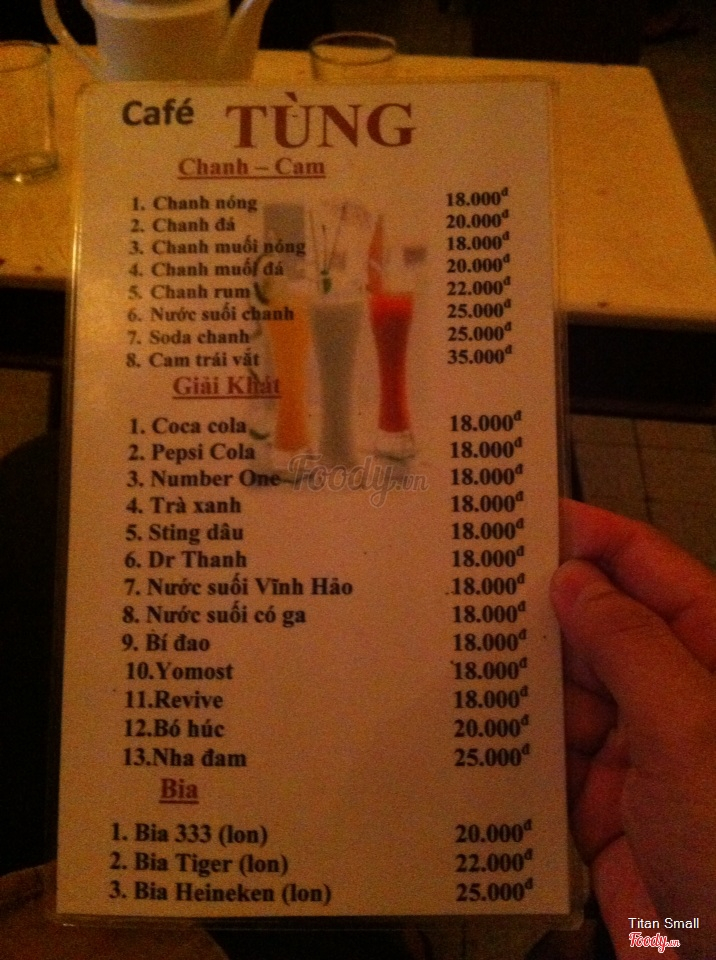 Café TÙNG
Chanh – Cam
1. Chanh nóng 18.000đ
2. Chanh đá 20.000đ
3. Chanh muối nóng 18.000đ
4. Chanh muối đá 20.000đ
5. Chanh rum 22.000đ
6. Nước suối chanh 25.000đ
7. Soda chanh 25.000đ
8. Cam trái vắt 35.000đ
Giải Khát
1. Coca cola 18.000đ
2. Pepsi Cola 18.000đ
3. Number One 18.000đ
4. Trà xanh 18.000đ
5. Sting dâu 18.000đ
6. Dr Thanh 18.000đ
7. Nước suối Vĩnh Hảo 18.000đ
8. Nước suối có ga 18.000đ
9. Bí đao 18.000đ
10.Yomost 18.000đ
11.Revive 18.000đ
12.Bó húc 20.000đ
13.Nha đam 25.000đ
Bia
1. Bia 333 (lon) 20.000đ
2. Bia Tiger (lon) 22.000đ
3. Bia Heineken (lon) 25.000đ
Foody.vn
Titan Small
Foody.vn